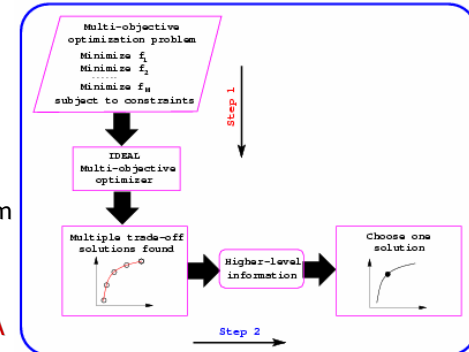 Multi-objective
optimization problem
Minimize f1
Minimize f2
......
Minimize fM
subject to constraints
Step 1
IDEAL
Multi-objective
optimizer
m
Multiple trade-off
solutions found
Higher-level
information
Choose one
solution
A
Step 2